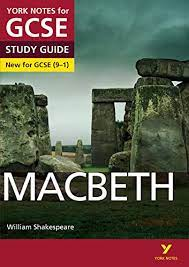 YORK NOTES for
GCSE
STUDY GUIDE
New for GCSE (9–1)
MACBETH
William Shakespeare
YORK NOTES